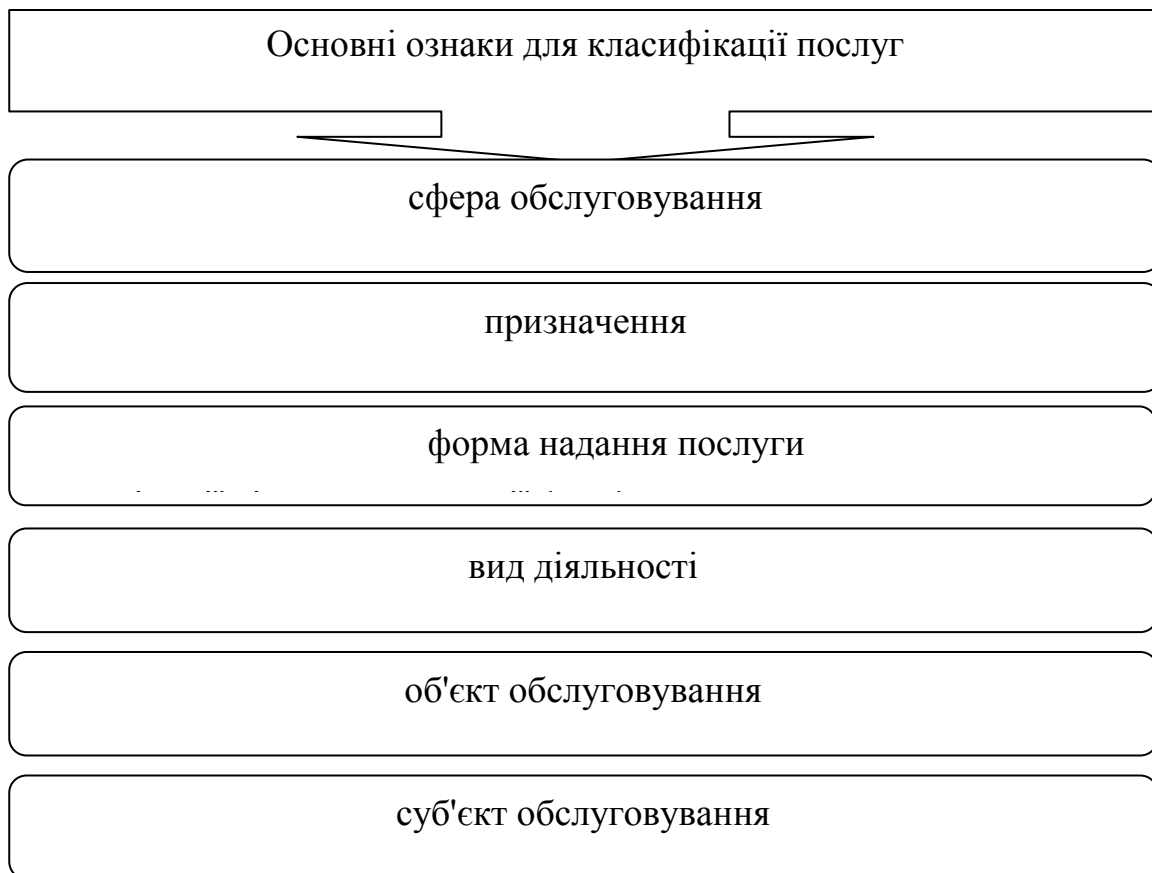 Основні ознаки для класифікації послуг
сфера обслуговування
призначення
форма надання послуги
вид діяльності
об'єкт обслуговування
суб'єкт обслуговування